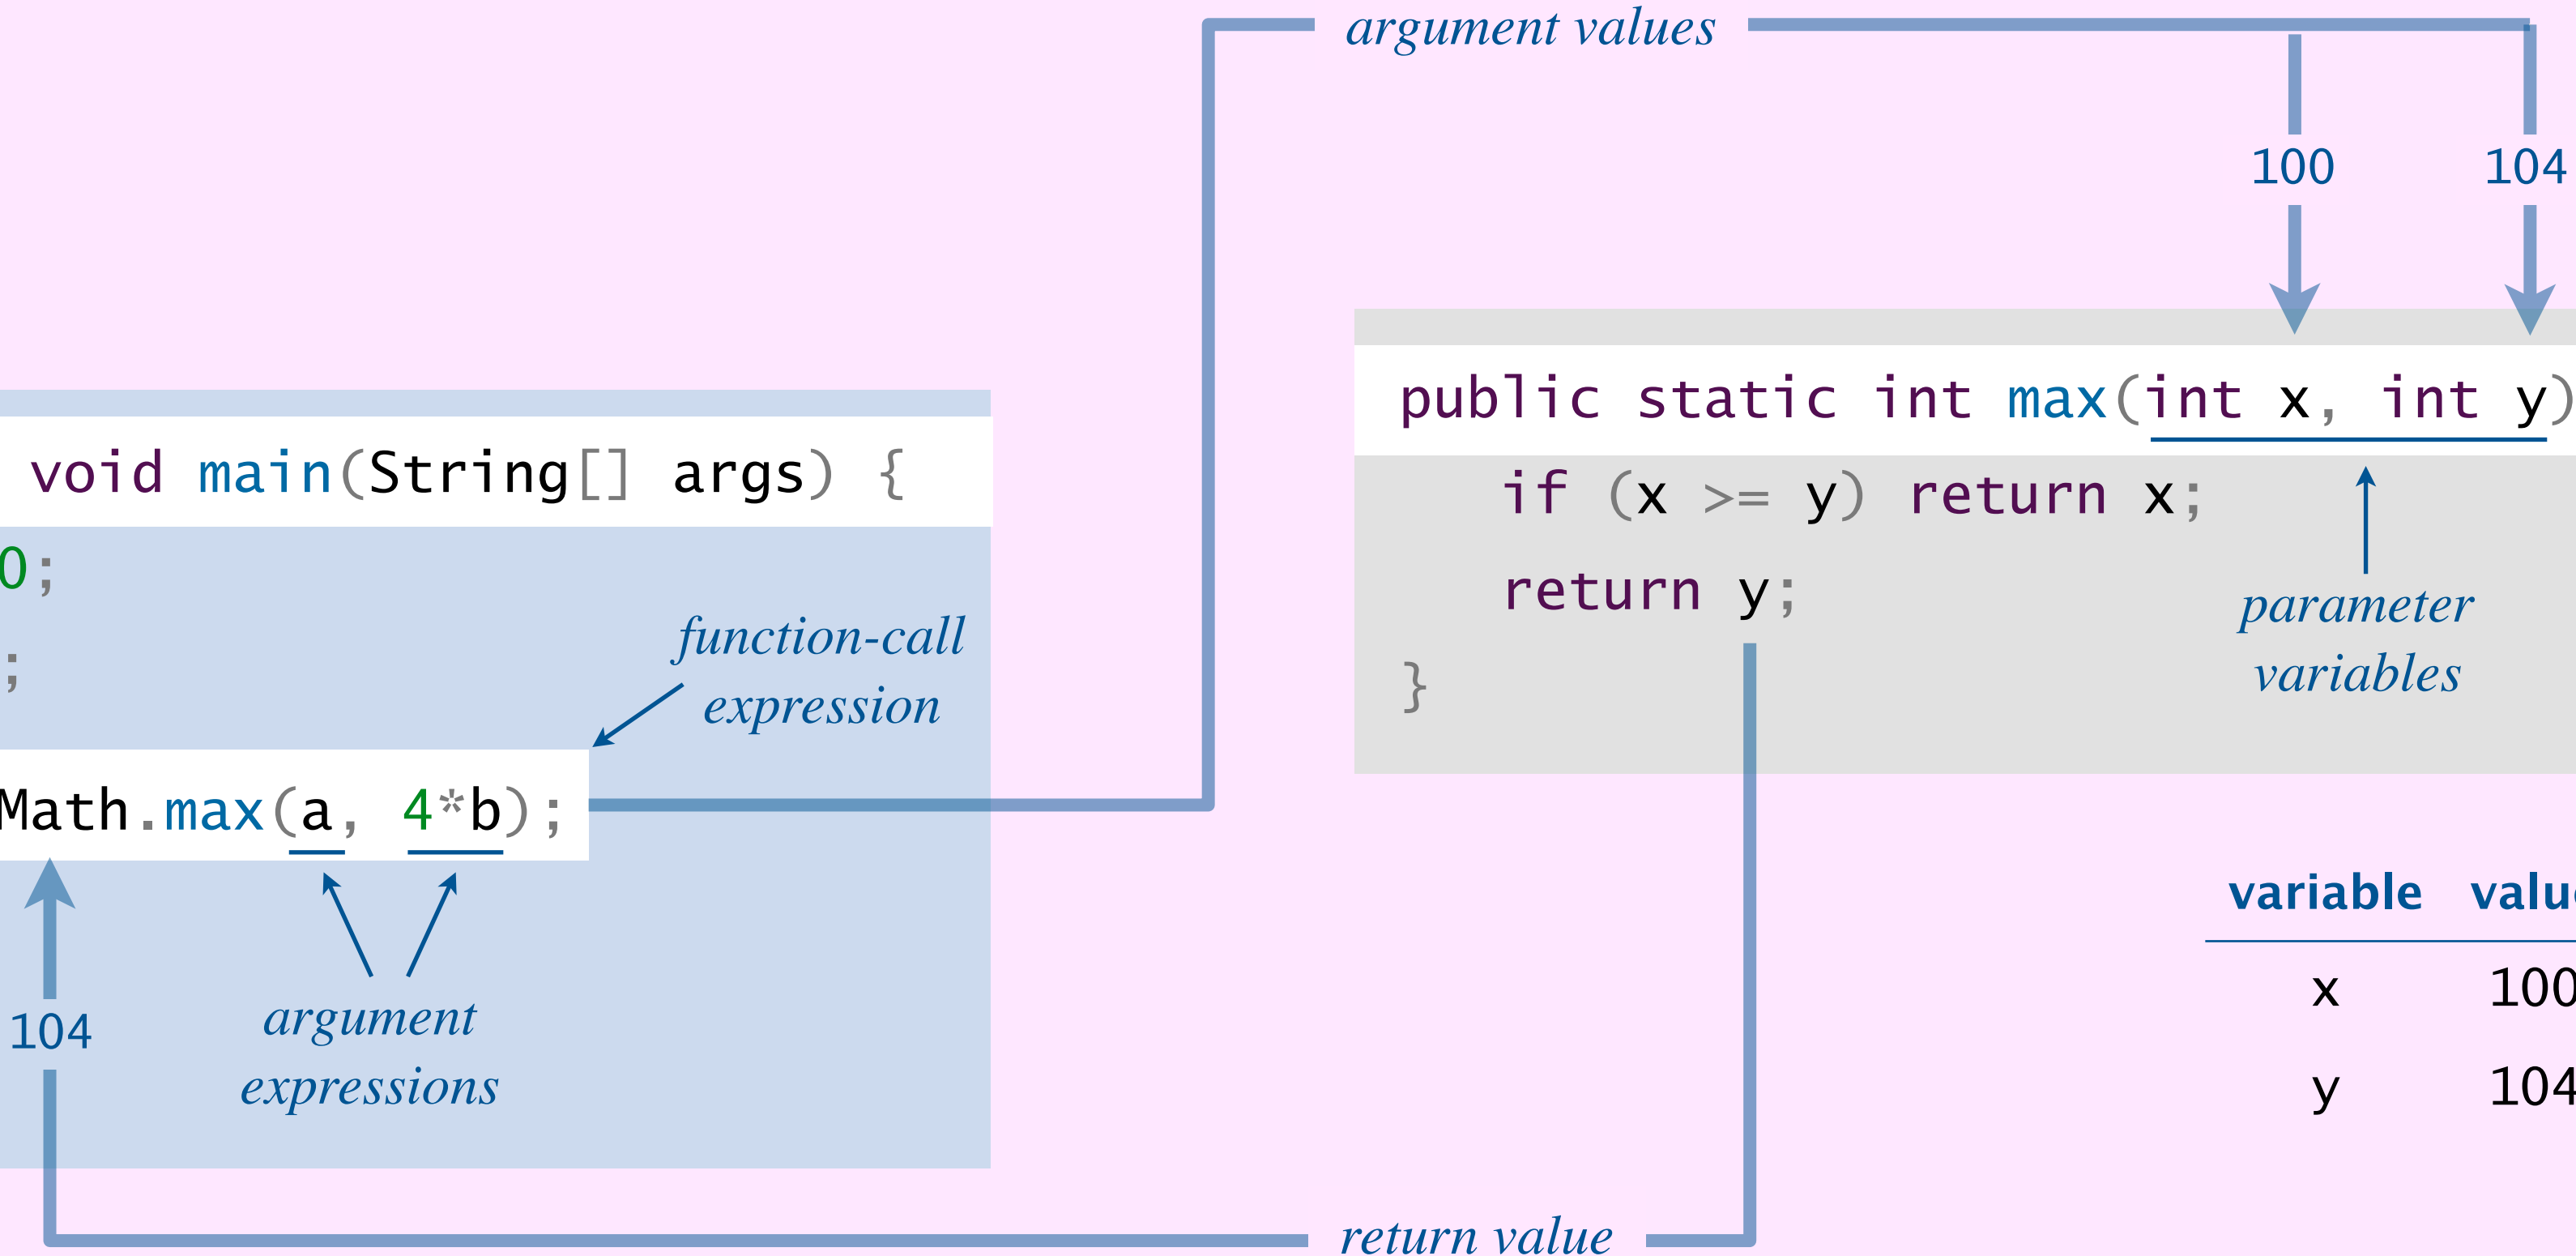 argument values
100 104
void main(String[] args) {
0;
;
function-call
expression
Math.max(a, 4*b);
104
argument
expressions
public static int max(int x, int y)
if (x >= y) return x;
return y;
}
parameter
variables
variable value
x 100
y 104
return value